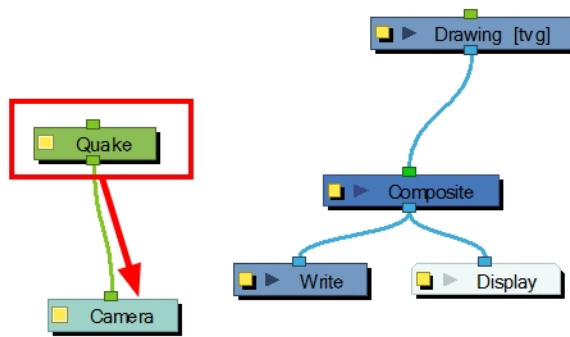 Drawing [tvg]
Quake
Composite
Write
Display
Camera